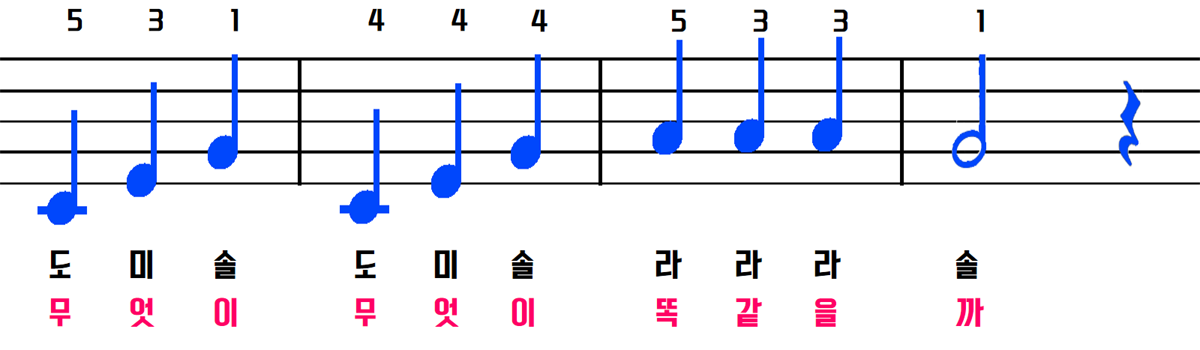 5 3 1 4 4 4 5 3 3 1
도 미 솔 도 미 솔 라 라 라 솔
무 엇 이 무 엇 이 똑 같 을 까